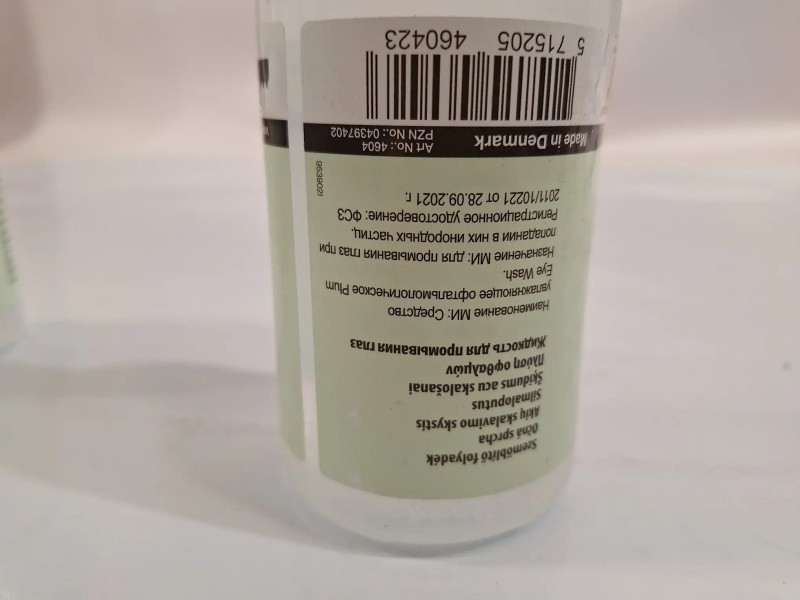 Szemöblítő folyadék
Očná sprcha
Akių skalavimo skystis
Silmaloputus
Šķidums acu skalošanai
Πλύση οφθαλμών
Жидкость для промывания глаз
Наименование МИ: Средство
увлажняющее офтальмологическое Plum
Eye Wash.
Назначение МИ: для промывания глаз при
попадании в них инородных частиц.
Регистрационное удостоверение: ФСЗ
2011/10221 от 28.09.2021 г.
9539021
Made in Denmark
Art No.: 4604
PZN No.: 04397402
5 715205 460423